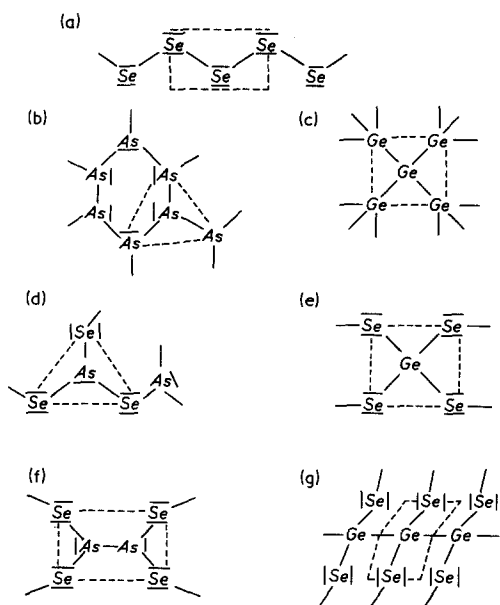 (a)
Se Se
Se Se Se
(b)
As
As As
As As
As As
(c)
Ge Ge
Ge
Ge Ge
(d)
Se
As As
Se Se
(e)
Se Se
Ge
Se Se
(f)
Se Se
As As
Se Se
(g)
Se Se Se
Ge Ge Ge
Se Se Se